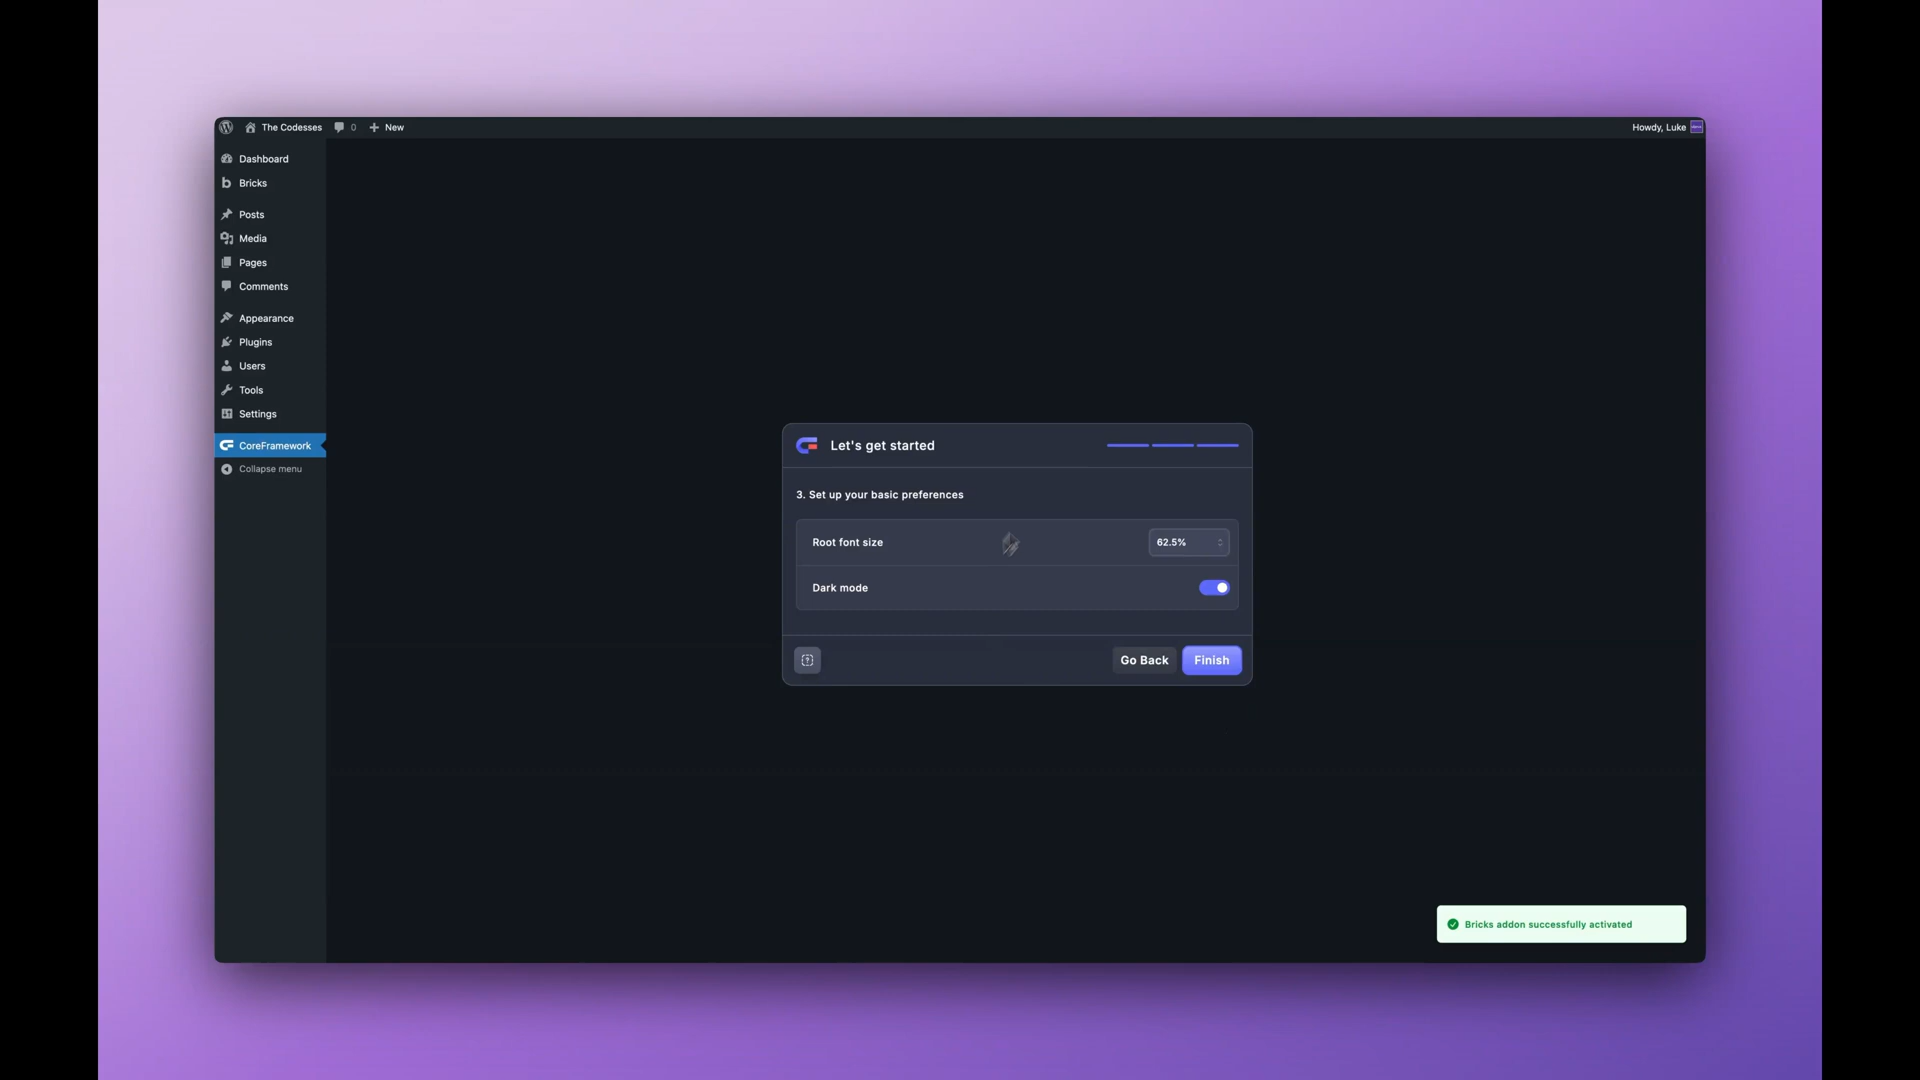 The Codesses
0
New
Howdy, Luke
Dashboard
Bricks
Posts
Media
Pages
Comments
Appearance
Plugins
Users
Tools
Settings
CoreFramework
Collapse menu
Let's get started
3. Set up your basic preferences
Root font size
62.5%
Dark mode
Go Back
Finish
Bricks addon successfully activated